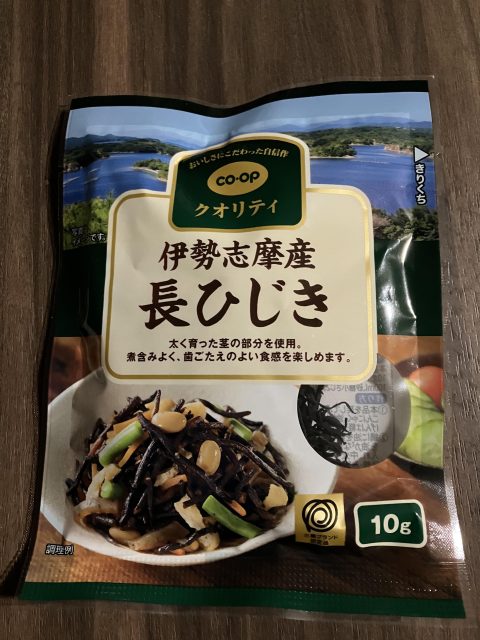 おいしさにこだわった自信作
CO·OP
クオリティ
きりくち
伊勢志摩産
長ひじき
太く育った茎の部分を使用。
煮含みよく、歯ごたえのよい食感を楽しめます。
調理例
10g